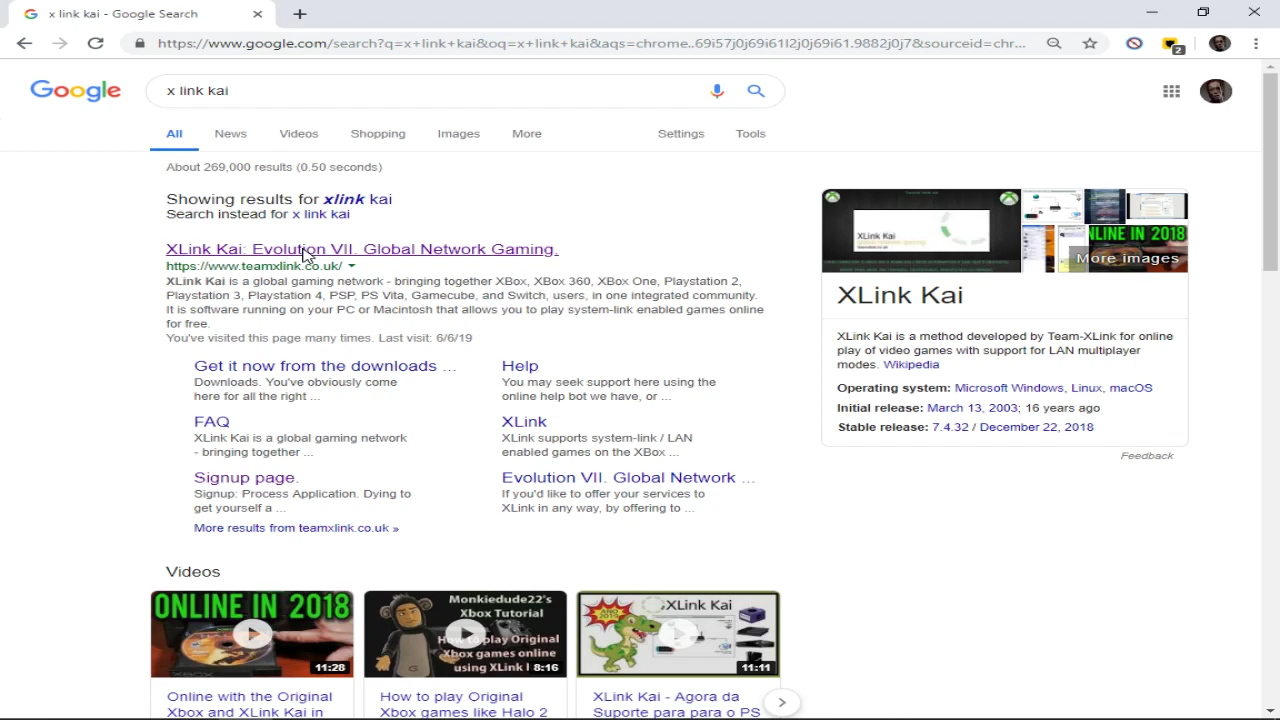 x link kai - Google Search
https://www.google.com/search?q=x+link+kai&oq=x+link+kai&aqs=chrome..69i57j0j69i61l2j0j69i61.9882j0j7&sourceid=chr...
2
Google
x link kai
All News Videos Shopping Images More Settings Tools
About 269,000 results (0.50 seconds)
Showing results for xlink kai
Search instead for x link kai
XLink Kai: Evolution VII. Global Network Gaming.
https://www.teamxlink.co.uk/
XLink Kai is a global gaming network - bringing together XBox, XBox 360, XBox One, Playstation 2,
Playstation 3, Playstation 4, PSP, PS Vita, Gamecube, and Switch, users, in one integrated community.
It is software running on your PC or Macintosh that allows you to play system-link enabled games online
for free.
You've visited this page many times. Last visit: 6/6/19
Get it now from the downloads ...
Downloads. You've obviously come
here for all the right ...
Help
You may seek support here using the
online help bot we have, or ...
FAQ
XLink Kai is a global gaming network
- bringing together ...
XLink
XLink supports system-link / LAN
enabled games on the XBox ...
Signup page.
Signup: Process Application. Dying to
get yourself a ...
Evolution VII. Global Network ...
If you'd like to offer your services to
XLink in any way, by offering to ...
More results from teamxlink.co.uk »
Videos
ONLINE IN 2018
11:28
Online with the Original
Xbox and XLink Kai in
Monkiedude22's
Xbox Tutorial
How to play Original
Xbox games online
using XLink
8:16
How to play Original
Xbox games like Halo 2
XLink Kai
11:11
XLink Kai - Agora da
Suporte para para o PS
XLink Kai
NLINE IN 2018
More images
XLink Kai
XLink Kai is a method developed by Team-XLink for online
play of video games with support for LAN multiplayer
modes. Wikipedia
Operating system: Microsoft Windows, Linux, macOS
Initial release: March 13, 2003; 16 years ago
Stable release: 7.4.32 / December 22, 2018
Feedback